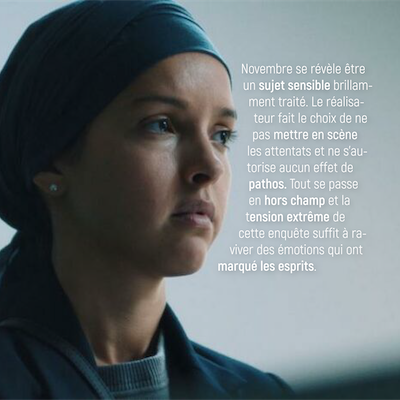 Novembre se révèle être
un sujet sensible brillam-
ment traité. Le réalisa-
teur fait le choix de ne
pas mettre en scène
les attentats et ne s'au-
torise aucun effet de
pathos. Tout se passe
en hors champ et la
tension extrême de
cette enquête suffit à ra-
viver des émotions qui ont
marqué les esprits.